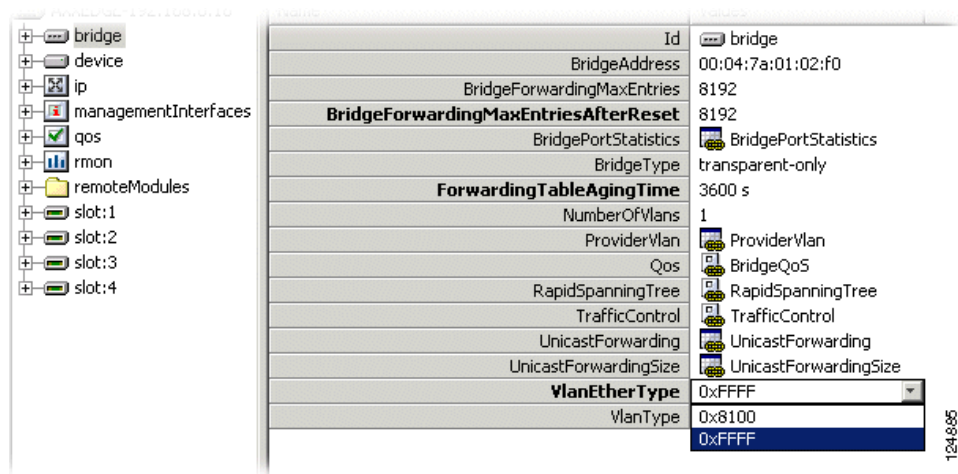 bridge
device
ip
managementInterfaces
qos
rmon
remoteModules
slot:1
slot:2
slot:3
slot:4
Id bridge
BridgeAddress 00:04:7a:01:02:f0
BridgeForwardingMaxEntries 8192
BridgeForwardingMaxEntriesAfterReset 8192
BridgePortStatistics BridgePortStatistics
BridgeType transparent-only
ForwardingTableAgingTime 3600 s
NumberOfVlans 1
ProviderVlan ProviderVlan
Qos BridgeQoS
RapidSpanningTree RapidSpanningTree
TrafficControl TrafficControl
UnicastForwarding UnicastForwarding
UnicastForwardingSize UnicastForwardingSize
VlanEtherType 0xFFFF
VlanType 0x8100
0xFFFF
124885